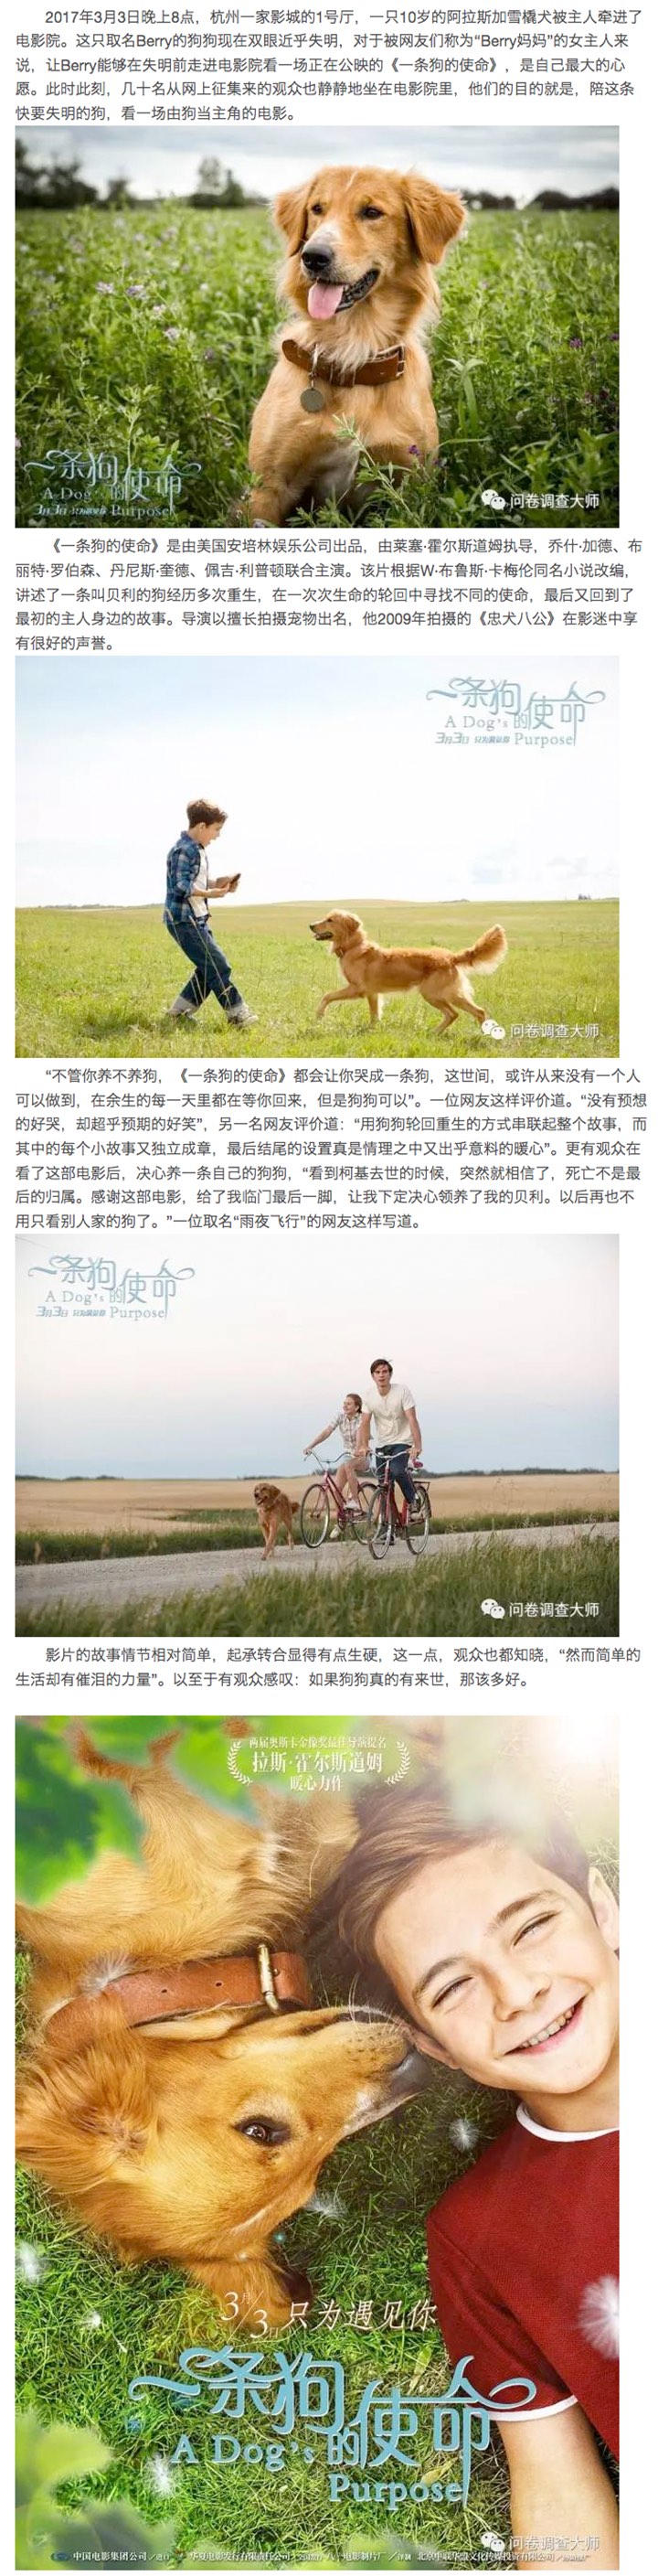 2017年3月3日晚上8点，杭州一家影城的1号厅，一只10岁的阿拉斯加雪橇犬被主人牵进了
电影院。这只取名Berry的狗狗现在双眼近乎失明，对于被网友们称为“Berry妈妈”的女主人来
说，让Berry能够在失明前走进电影院看一场正在公映的《一条狗的使命》，是自己最大的心
愿。此时此刻，几十名从网上征集来的观众也静静地坐在电影院里，他们的目的就是，陪这条
快要失明的狗，看一场由狗当主角的电影。
一条狗的使命
A Dog's
3月3日 只为遇见你 Purpose
问卷调查大师
《一条狗的使命》是由美国安培林娱乐公司出品，由莱塞·霍尔斯道姆执导，乔什·加德、布
丽特·罗伯森、丹尼斯·奎德、佩吉·利普顿联合主演。该片根据W·布鲁斯·卡梅伦同名小说改编，
讲述了一条叫贝利的狗经历多次重生，在一次次生命的轮回中寻找不同的使命，最后又回到了
最初的主人身边的故事。导演以擅长拍摄宠物出名，他2009年拍摄的《忠犬八公》在影迷中享
有很好的声誉。
一条狗的使命
A Dog's
3月3日 只为遇见你 Purpose
问卷调查大师
“不管你养不养狗，《一条狗的使命》都会让你哭成一条狗，这世间，或许从来没有一个人
可以做到，在余生的每一天里都在等你回来，但是狗狗可以”。一位网友这样评价道。“没有预想
的好哭，却超乎预期的好笑”，另一名网友评价道：“用狗狗轮回重生的方式串联起整个故事，而
其中的每个小故事又独立成章，最后结尾的设置真是情理之中又出乎意料的暖心”。更有观众在
看了这部电影后，决心养一条自己的狗狗，“看到柯基去世的时候，突然就相信了，死亡不是最
后的归属。感谢这部电影，给了我临门最后一脚，让我下定决心领养了我的贝利。以后再也不
用只看别人家的狗了。”一位取名“雨夜飞行”的网友这样写道。
一条狗的使命
A Dog's
3月3日 只为遇见你 Purpose
问卷调查大师
影片的故事情节相对简单，起承转合显得有点生硬，这一点，观众也都知晓，“然而简单的
生活却有催泪的力量”。以至于有观众感叹：如果狗狗真的有来世，那该多好。
两届奥斯卡金像奖最佳导演提名
拉斯·霍尔斯道姆
暖心力作
3月3日 只为遇见你
一条狗的使命
A Dog's
Purpose
问卷调查大师
中国电影集团公司/进口 华夏电影发行有限责任公司 八一电影制片厂/译制